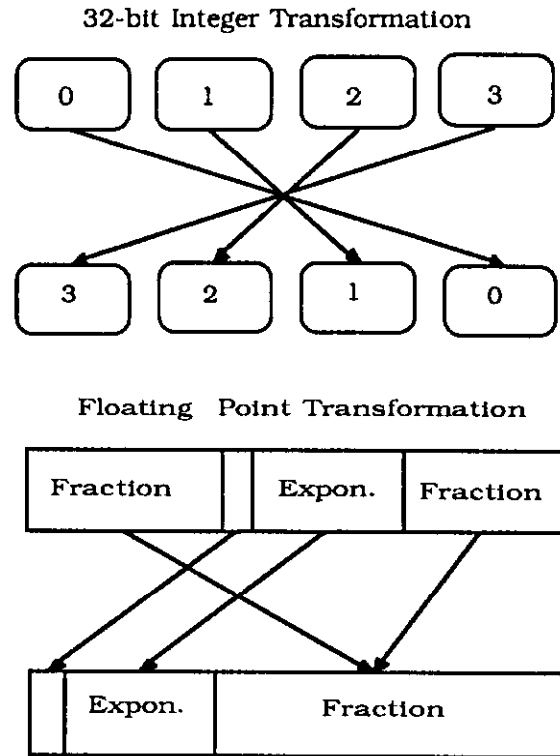 32-bit Integer Transformation
0 1 2 3
3 2 1 0
Floating Point Transformation
Fraction Expon. Fraction
Expon. Fraction